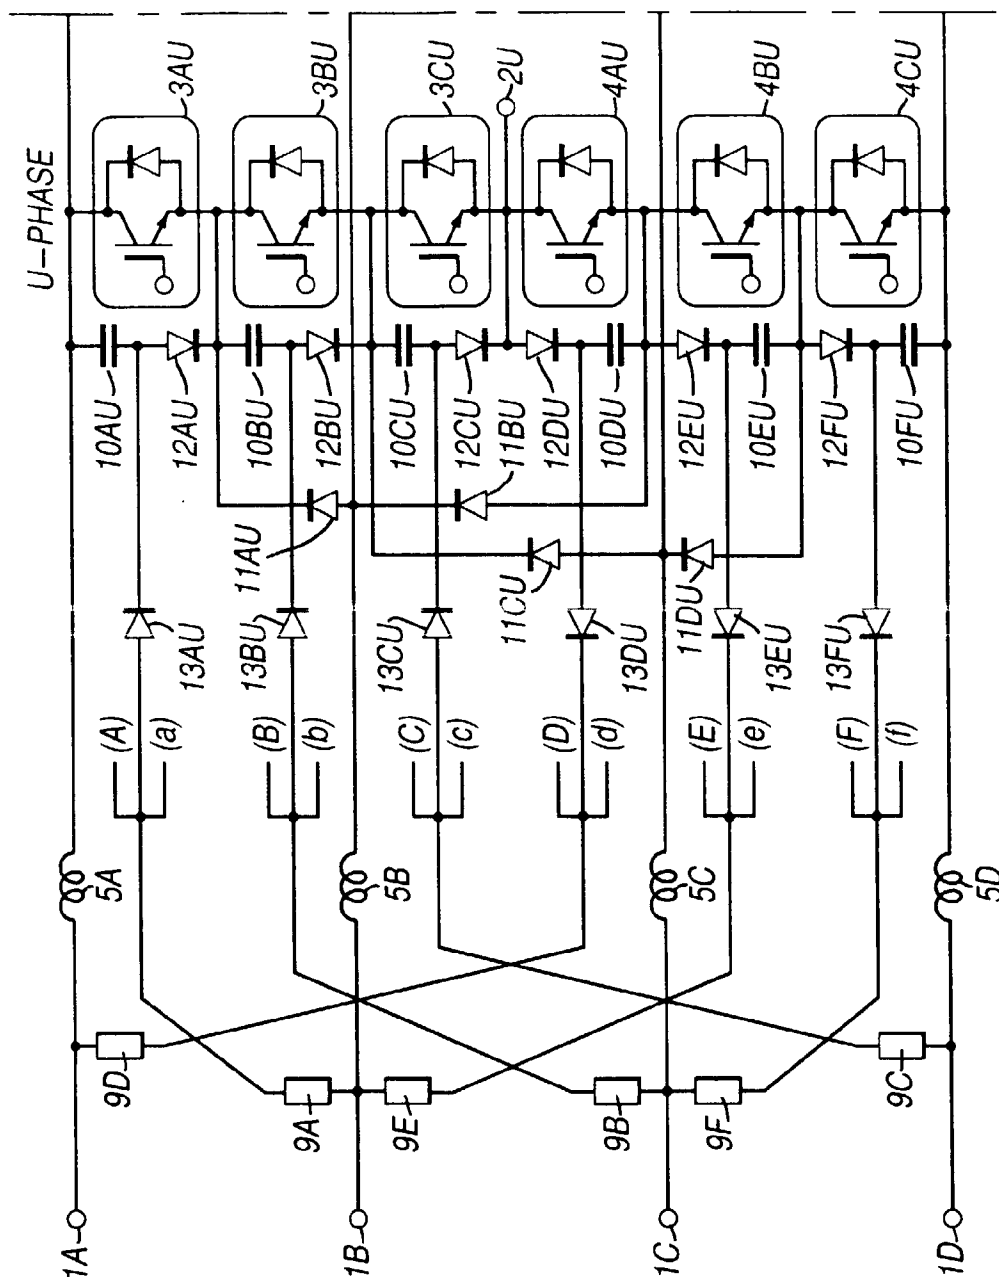 U-PHASE
3AU
3BU
3CU
2U
4AU
4BU
4CU
10AU
12AU
10BU
12BU
10CU
12CU
11BU
12DU
10DU
12EU
10EU
12FU
10FU
11AU
11CU
11DU
13AU
13BU
13CU
13DU
13EU
13FU
(A)
(a)
(B)
(b)
(C)
(c)
(D)
(d)
(E)
(e)
(F)
(f)
5A
5B
5C
5D
9D
9A
9E
9B
9F
9C
1A
1B
1C
1D